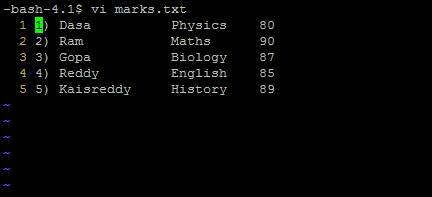 -bash-4.1$ vi marks.txt
1 1) Dasa Physics 80
2 2) Ram Maths 90
3 3) Gopa Biology 87
4 4) Reddy English 85
5 5) Kaisreddy History 89
~
~
~
~
~
~